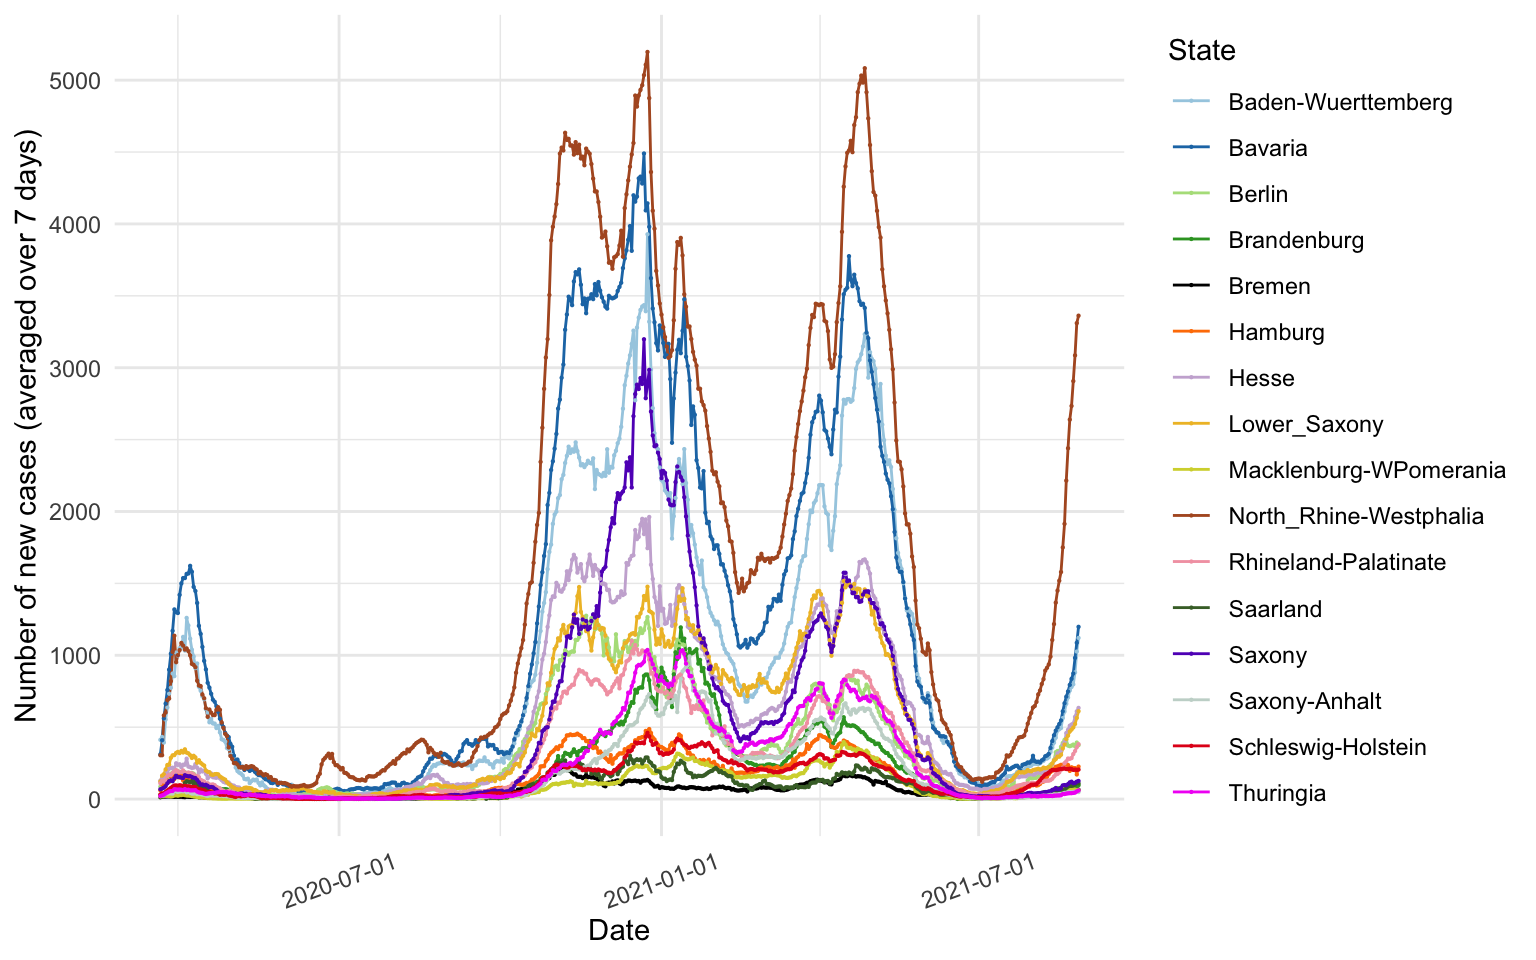 Number of new cases (averaged over 7 days)
5000
4000
3000
2000
1000
0
2020-07-01
2021-01-01
2021-07-01
Date
State
Baden-Wuerttemberg
Bavaria
Berlin
Brandenburg
Bremen
Hamburg
Hesse
Lower_Saxony
Macklenburg-WPomerania
North_Rhine-Westphalia
Rhineland-Palatinate
Saarland
Saxony
Saxony-Anhalt
Schleswig-Holstein
Thuringia